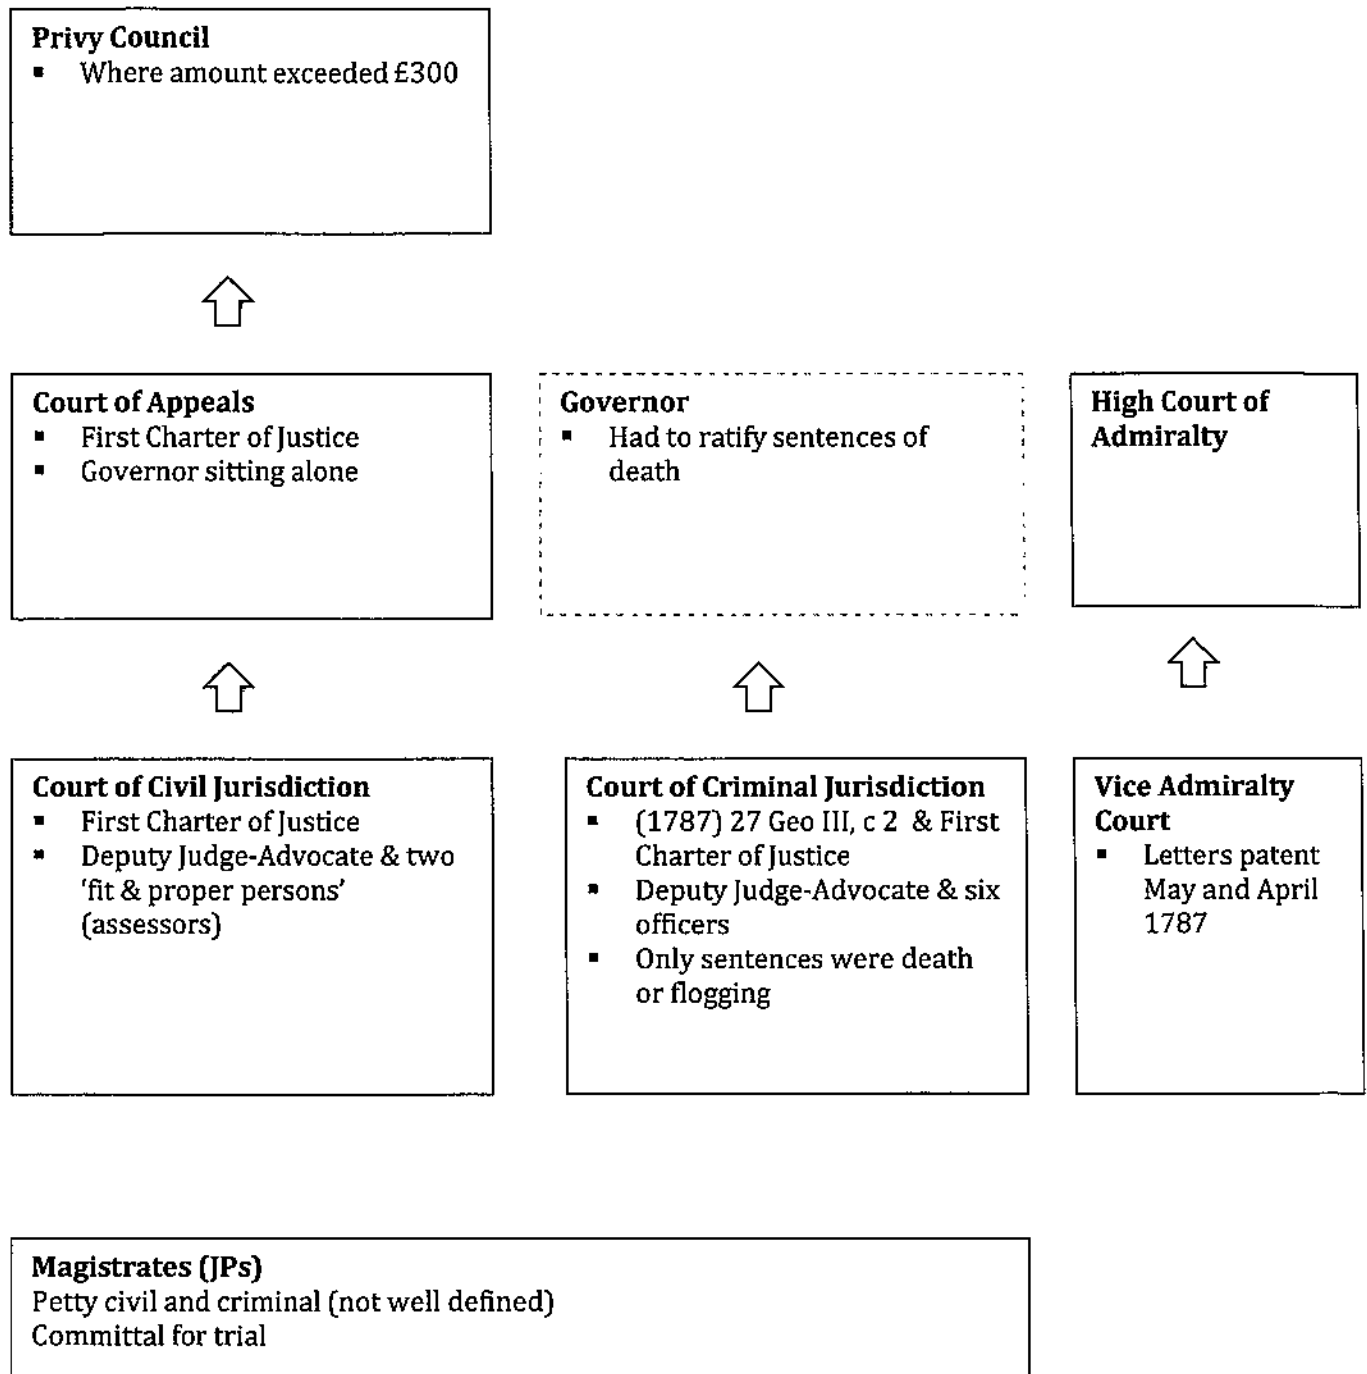 Privy Council
▪ Where amount exceeded £300
Court of Appeals
▪ First Charter of Justice
▪ Governor sitting alone
Governor
▪ Had to ratify sentences of
death
High Court of
Admiralty
Court of Civil Jurisdiction
▪ First Charter of Justice
▪ Deputy Judge-Advocate & two
'fit & proper persons'
(assessors)
Court of Criminal Jurisdiction
▪ (1787) 27 Geo III, c 2 & First
Charter of Justice
▪ Deputy Judge-Advocate & six
officers
▪ Only sentences were death
or flogging
Vice Admiralty
Court
▪ Letters patent
May and April
1787
Magistrates (JPs)
Petty civil and criminal (not well defined)
Committal for trial